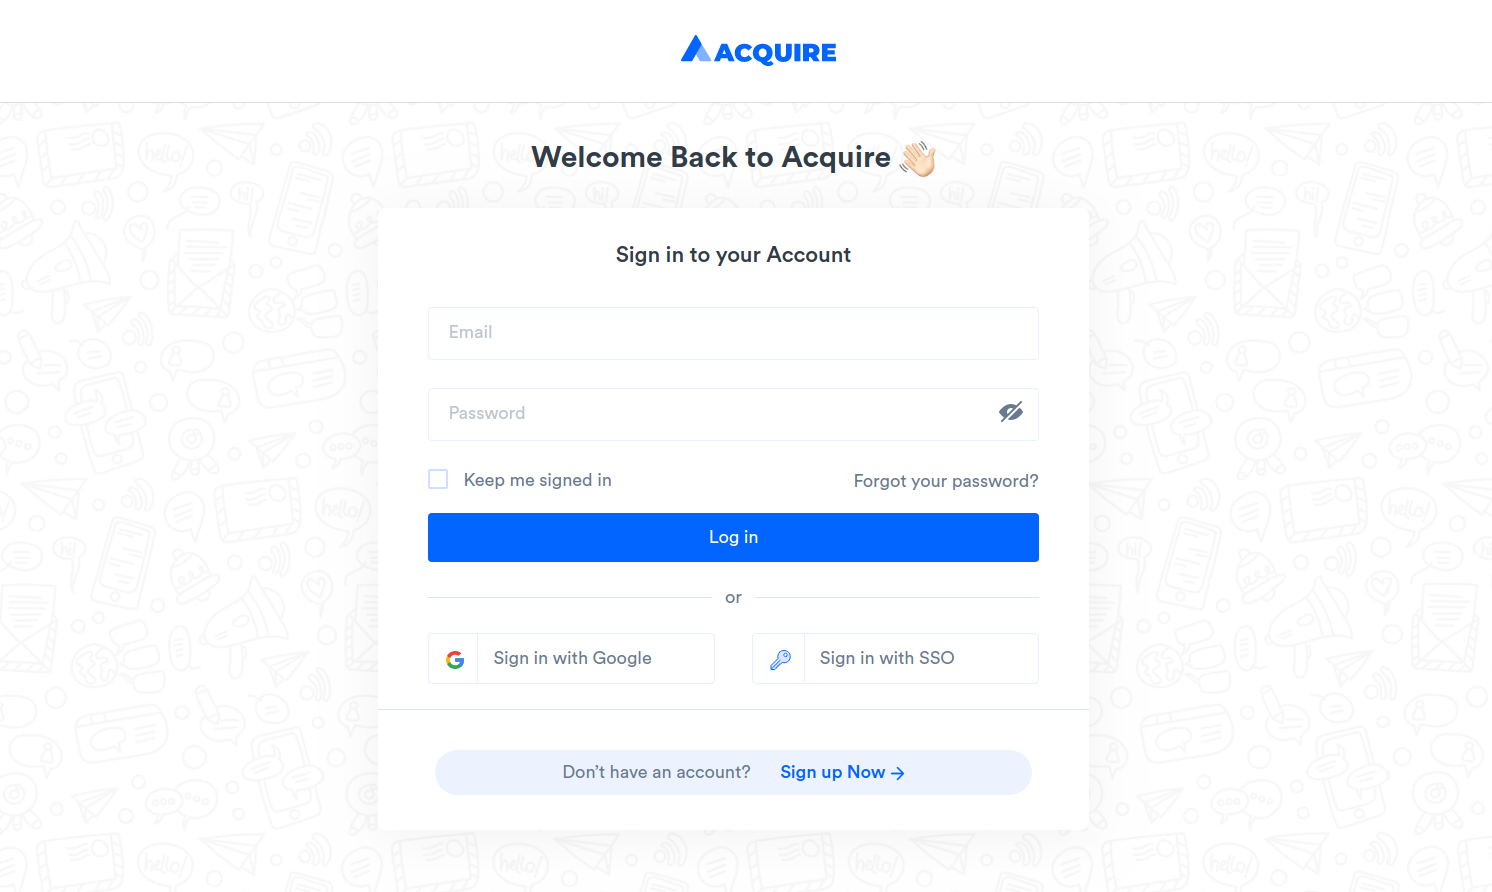 ACQUIRE
Welcome Back to Acquire
Sign in to your Account
Email
Password
Keep me signed in
Forgot your password?
Log in
or
Sign in with Google
Sign in with SSO
Don't have an account? Sign up Now